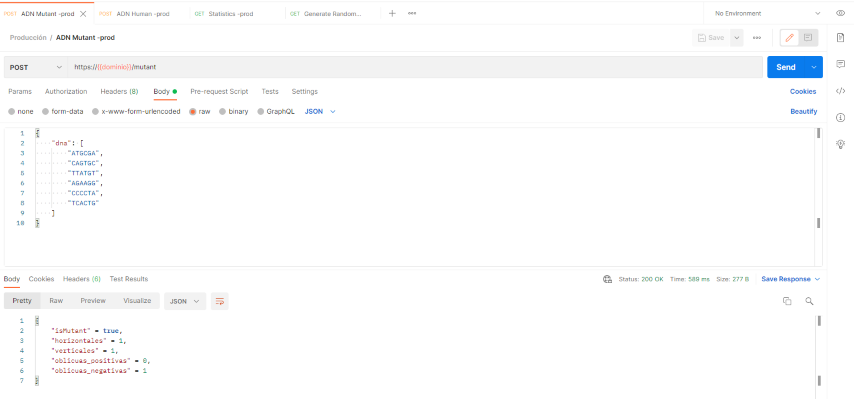 POST ADN Mutant -prod POST ADN Human -prod GET Statistics -prod GET Generate Random... No Environment
Producción / ADN Mutant -prod Save
POST https://{{dominio}}/mutant Send
Params Authorization Headers (8) Body Pre-request Script Tests Settings Cookies
none form-data x-www-form-urlencoded raw binary GraphQL JSON Beautify
1 {
2 "dna": [
3 "ATGCGA",
4 "CAGTGC",
5 "TTATGT",
6 "AGAAGG",
7 "CCCCTA",
8 "TCACTG"
9 ]
10 }
Body Cookies Headers (6) Test Results Status: 200 OK Time: 589 ms Size: 277 B Save Response
Pretty Raw Preview Visualize JSON
1 {
2 "isMutant" = true,
3 "horizontales" = 1,
4 "verticales" = 1,
5 "oblicuas_positivas" = 0,
6 "oblicuas_negativas" = 1
7 }